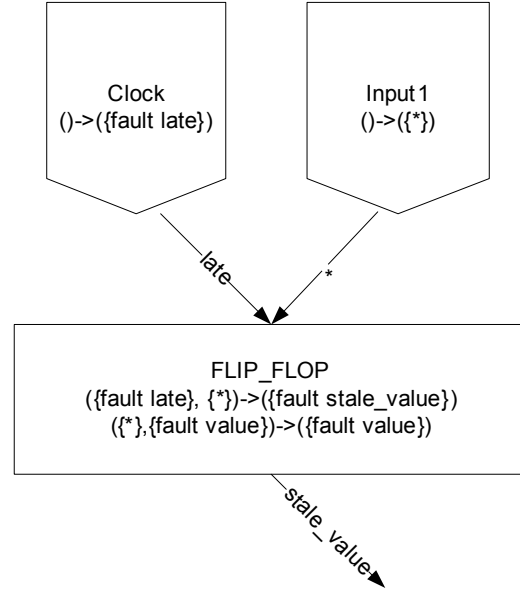 Clock
()->({fault late})
Input1
()->({*})
late
*
FLIP_FLOP
({fault late}, {*})->({fault stale_value})
({*},{fault value})->({fault value})
stale_value